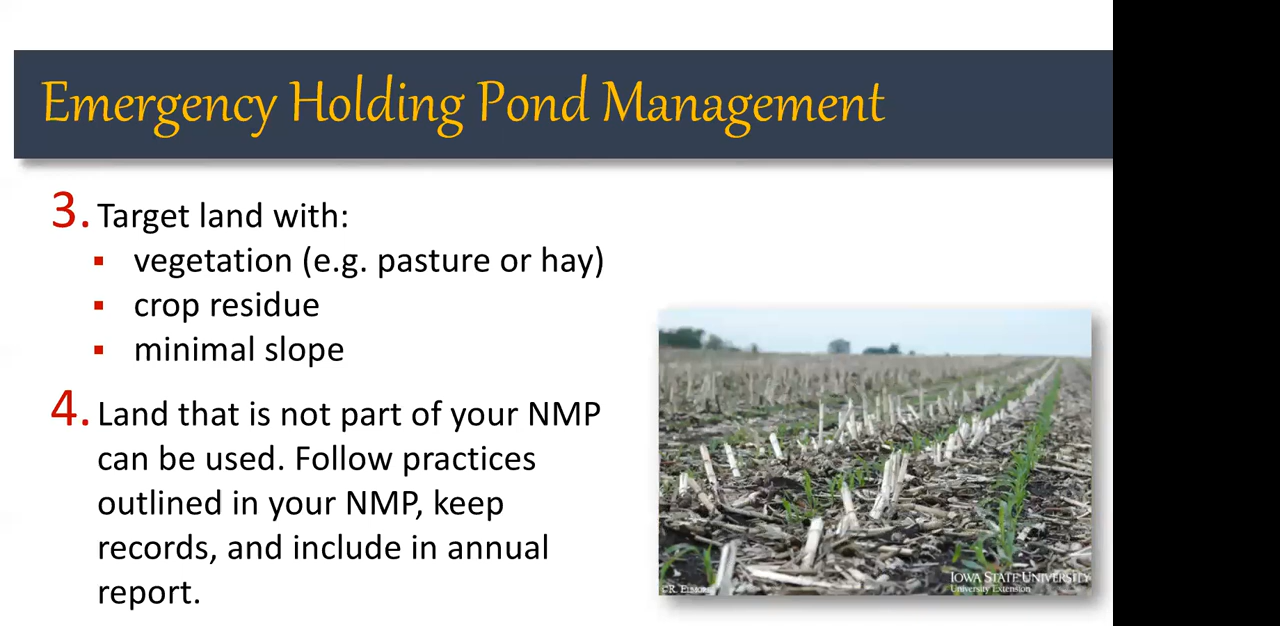 Emergency Holding Pond Management
3. Target land with:
▪ vegetation (e.g. pasture or hay)
▪ crop residue
▪ minimal slope
4. Land that is not part of your NMP
can be used. Follow practices
outlined in your NMP, keep
records, and include in annual
report.
IOWA STATE UNIVERSITY
University Extension
©R. Elmore